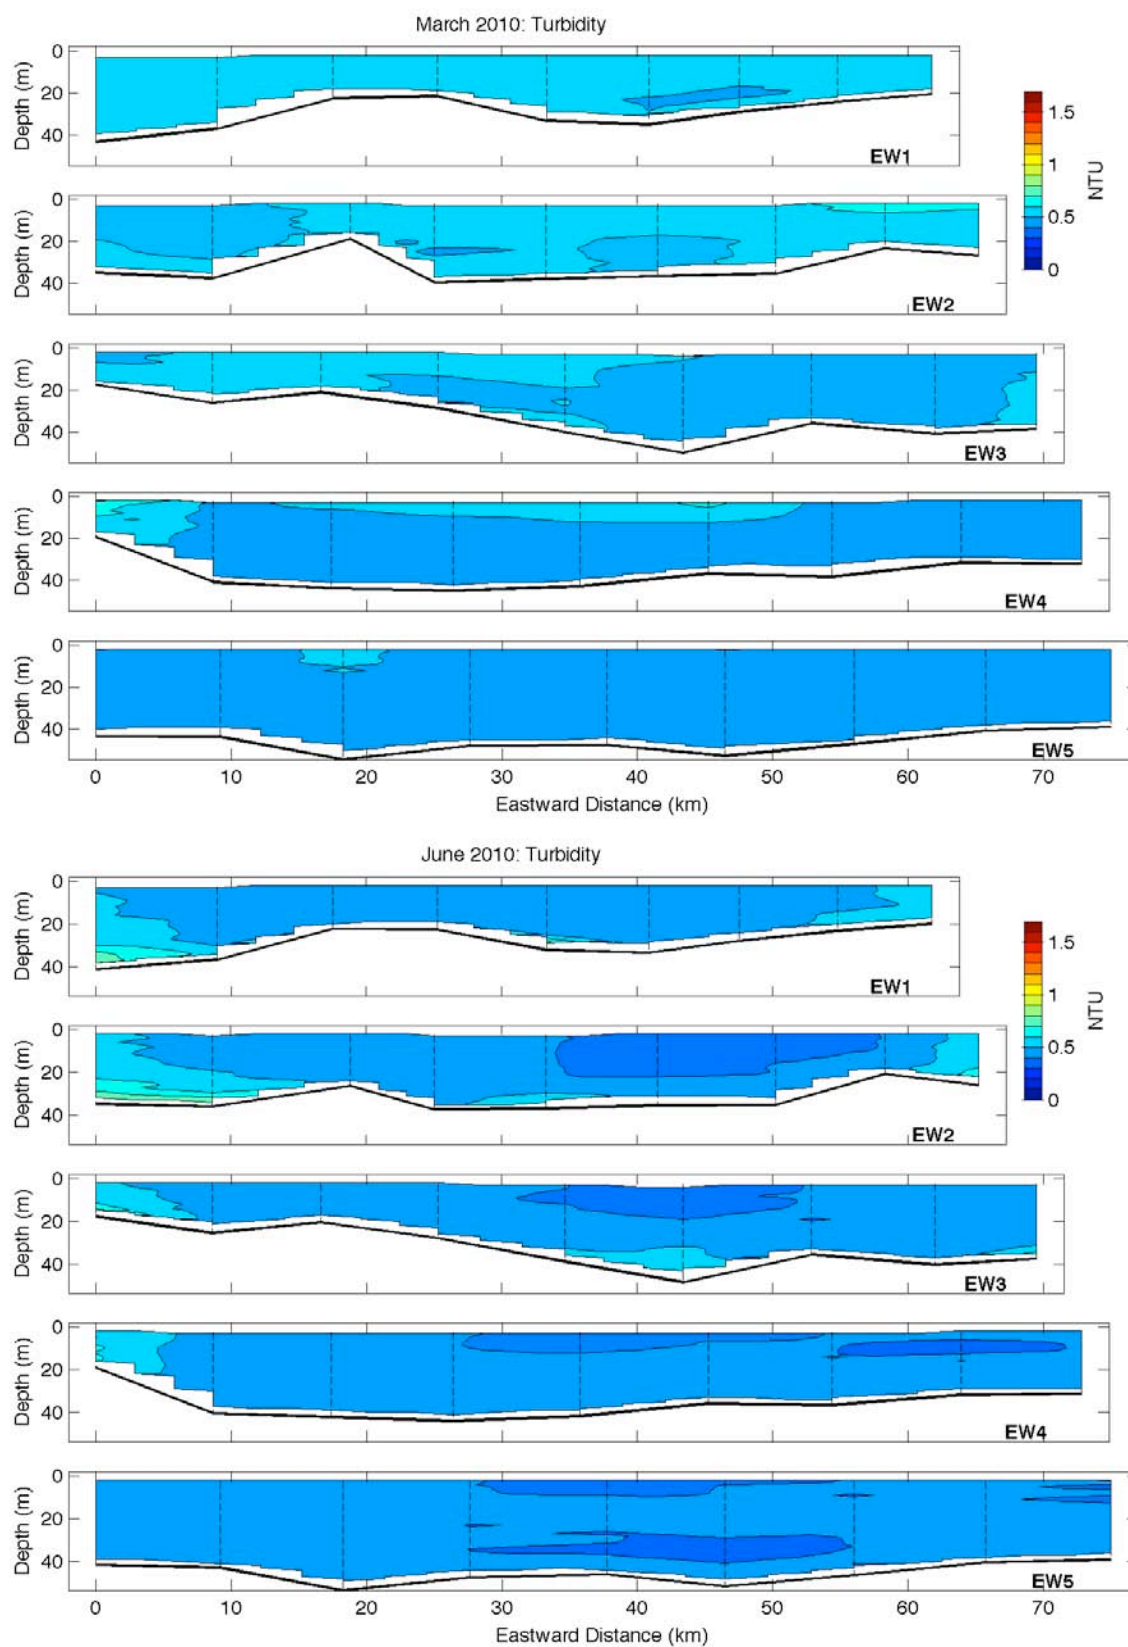 March 2010: Turbidity
0
20
40
Depth (m)
EW1
1.5
1
0.5
0
NTU
0
20
40
Depth (m)
EW2
0
20
40
Depth (m)
EW3
0
20
40
Depth (m)
EW4
0
20
40
Depth (m)
EW5
0 10 20 30 40 50 60 70
Eastward Distance (km)
June 2010: Turbidity
0
20
40
Depth (m)
EW1
1.5
1
0.5
0
NTU
0
20
40
Depth (m)
EW2
0
20
40
Depth (m)
EW3
0
20
40
Depth (m)
EW4
0
20
40
Depth (m)
EW5
0 10 20 30 40 50 60 70
Eastward Distance (km)